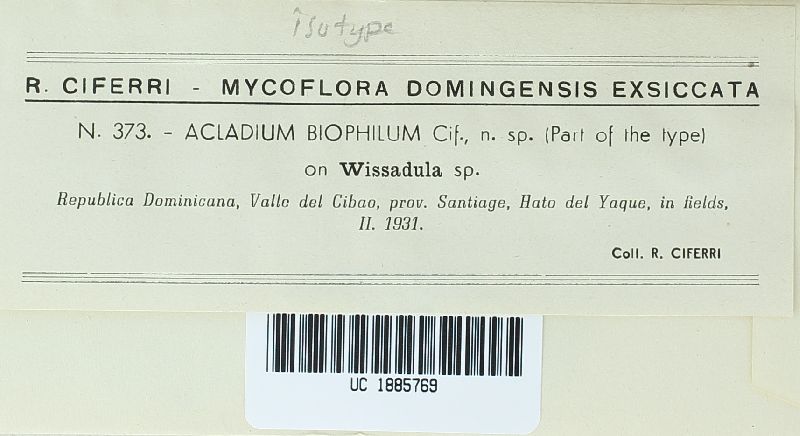 Isotype
R. CIFERRI - MYCOFLORA DOMINGENSIS EXSICCATA
N. 373. - ACLADIUM BIOPHILUM Cif., n. sp. (Part of the type)
on Wissadula sp.
Republica Dominicana, Valle del Cibao, prov. Santiage, Hato del Yaque, in fields,
II. 1931.
Coll. R. CIFERRI
UC 1885769